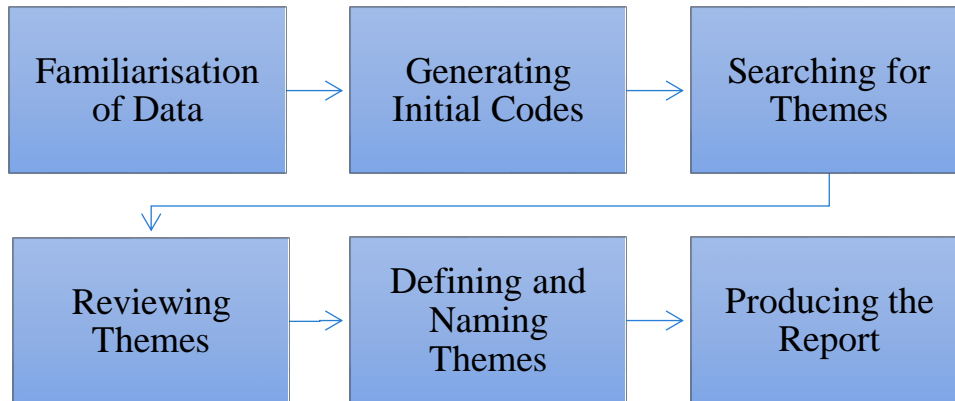 Familiarisation
of Data
Generating
Initial Codes
Searching for
Themes
Reviewing
Themes
Defining and
Naming
Themes
Producing the
Report